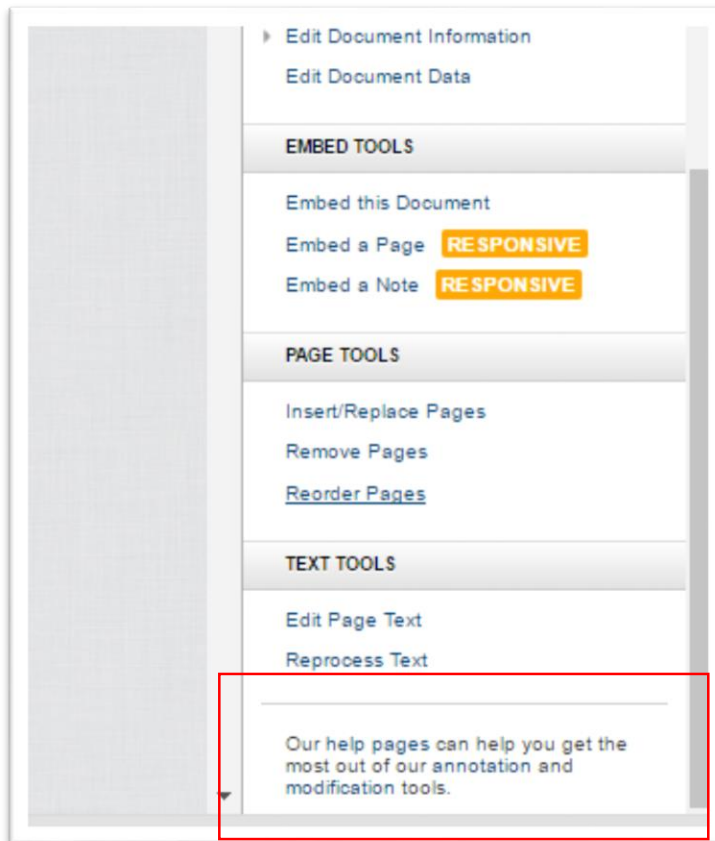 Edit Document Information
Edit Document Data
EMBED TOOLS
Embed this Document
Embed a Page RESPONSIVE
Embed a Note RESPONSIVE
PAGE TOOLS
Insert/Replace Pages
Remove Pages
Reorder Pages
TEXT TOOLS
Edit Page Text
Reprocess Text
Our help pages can help you get the
most out of our annotation and
modification tools.